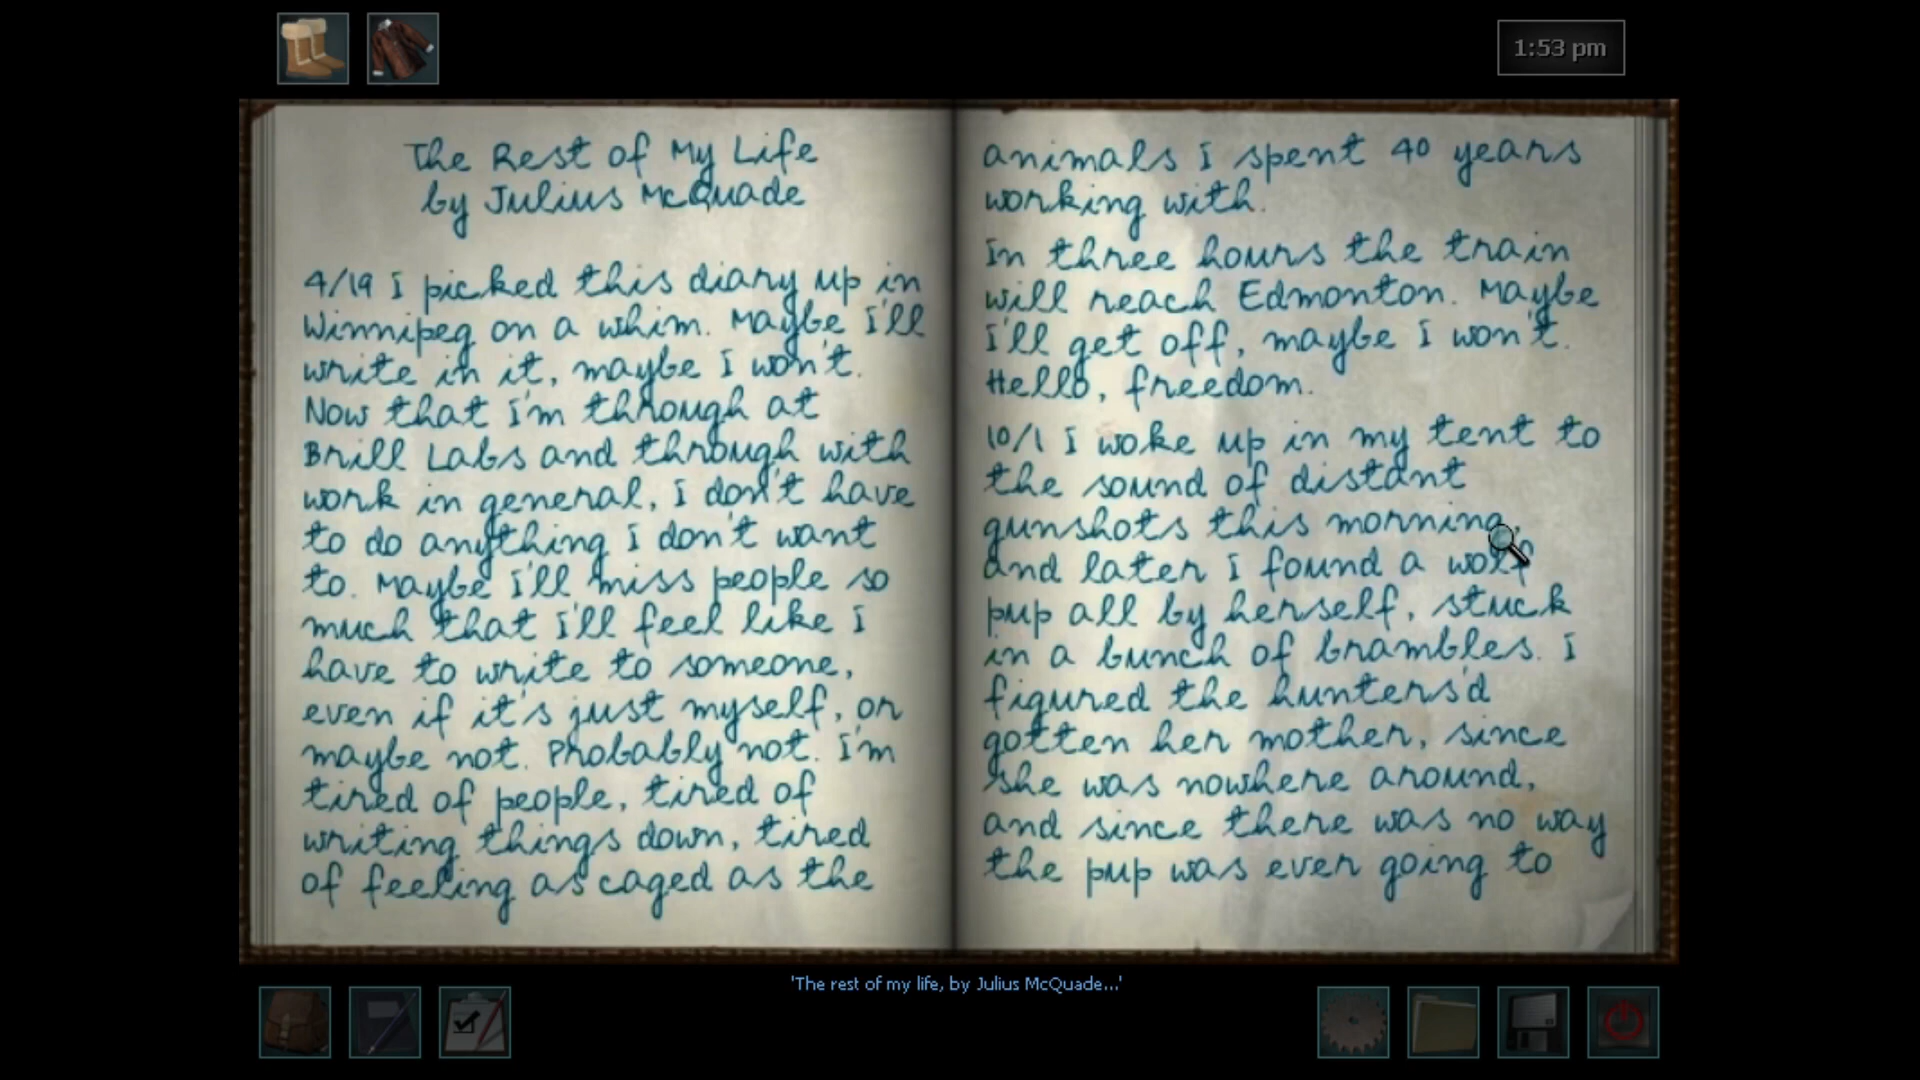 1:53 pm
The Rest of My Life
by Julius McQuade
4/19 I picked this diary up in
Winnipeg on a whim. Maybe I'll
write in it, maybe I won't.
Now that I'm through at
Brill Labs and through with
work in general, I don't have
to do anything I don't want
to. Maybe I'll miss people so
much that I'll feel like I
have to write to someone,
even if it's just myself, or
maybe not. Probably not. I'm
tired of people, tired of
writing things down, tired
of feeling as caged as the
animals I spent 40 years
working with.
In three hours the train
will reach Edmonton. Maybe
I'll get off, maybe I won't.
Hello, freedom.
10/1 I woke up in my tent to
the sound of distant
gunshots this morning,
and later I found a wolf
pup all by herself, stuck
in a bunch of brambles. I
figured the hunters'd
gotten her mother, since
she was nowhere around,
and since there was no way
the pup was ever going to
'The rest of my life, by Julius McQuade...'